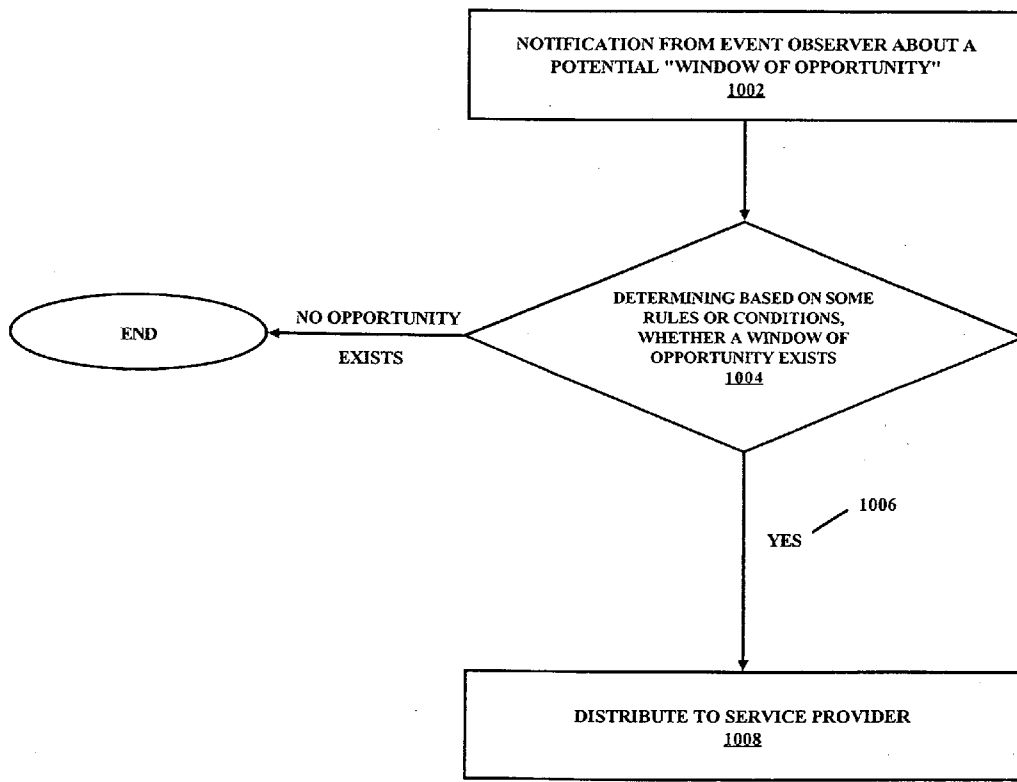 NOTIFICATION FROM EVENT OBSERVER ABOUT A
POTENTIAL "WINDOW OF OPPORTUNITY"
1002
DETERMINING BASED ON SOME
RULES OR CONDITIONS,
WHETHER A WINDOW OF
OPPORTUNITY EXISTS
1004
NO OPPORTUNITY
EXISTS
END
1006
YES
DISTRIBUTE TO SERVICE PROVIDER
1008